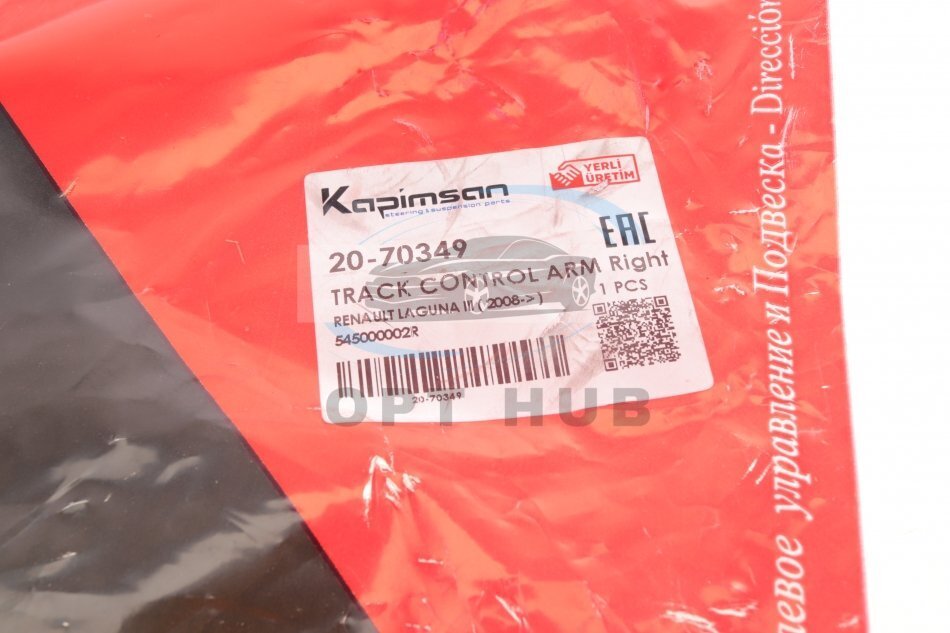 Kapimsan
steering & suspension parts
YERLİ
ÜRETİM
EAC
20-70349
TRACK CONTROL ARM Right
RENAULT LAGUNA III ( 2008-> )
1 PCS
545000002R
20-70349
OPT HUB
левое управление и Подвеска - Dirección